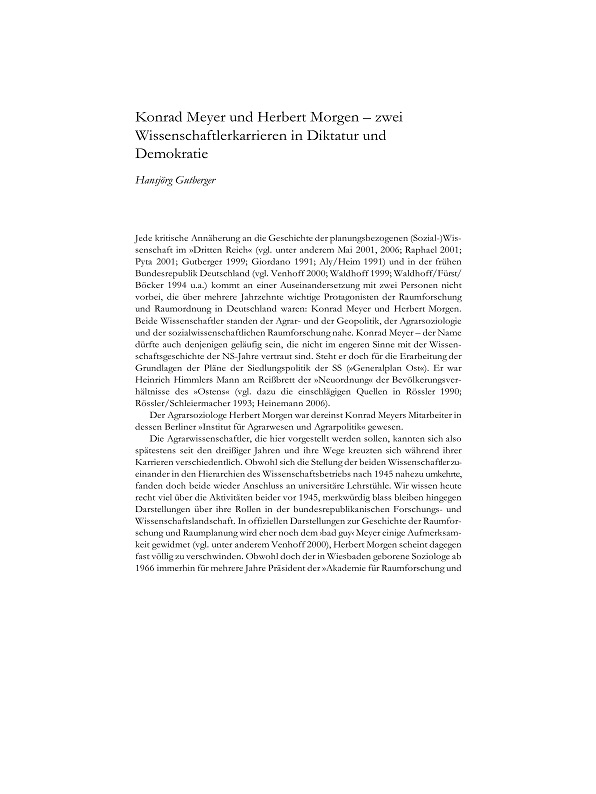 Konrad Meyer und Herbert Morgen – zwei
Wissenschaftlerkarrieren in Diktatur und
Demokratie
Hansjörg Gutberger
Jede kritische Annäherung an die Geschichte der planungsbezogenen (Sozial-)Wis-
senschaft im »Dritten Reich« (vgl. unter anderem Mai 2001, 2006; Raphael 2001;
Pyta 2001; Gutberger 1999; Giordano 1991; Aly/Heim 1991) und in der frühen
Bundesrepublik Deutschland (vgl. Venhoff 2000; Waldhoff 1999; Waldhoff/Fürst/
Böcker 1994 u.a.) kommt an einer Auseinandersetzung mit zwei Personen nicht
vorbei, die über mehrere Jahrzehnte wichtige Protagonisten der Raumforschung
und Raumordnung in Deutschland waren: Konrad Meyer und Herbert Morgen.
Beide Wissenschaftler standen der Agrar- und der Geopolitik, der Agrarsoziologie
und der sozialwissenschaftlichen Raumforschung nahe. Konrad Meyer – der Name
dürfte auch denjenigen geläufig sein, die nicht im engeren Sinne mit der Wissen-
schaftsgeschichte der NS-Jahre vertraut sind. Steht er doch für die Erarbeitung der
Grundlagen der Pläne der Siedlungspolitik der SS (»Generalplan Ost«). Er war
Heinrich Himmlers Mann am Reißbrett der »Neuordnung« der Bevölkerungsver-
hältnisse des »Ostens« (vgl. dazu die einschlägigen Quellen in Rössler 1990;
Rössler/Schleiermacher 1993; Heinemann 2006).
Der Agrarsoziologe Herbert Morgen war dereinst Konrad Meyers Mitarbeiter in
dessen Berliner »Institut für Agrarwesen und Agrarpolitik« gewesen.
Die Agrarwissenschaftler, die hier vorgestellt werden sollen, kannten sich also
spätestens seit den dreißiger Jahren und ihre Wege kreuzten sich während ihrer
Karrieren verschiedentlich. Obwohl sich die Stellung der beiden Wissenschaftler zu-
einander in den Hierarchien des Wissenschaftsbetriebs nach 1945 nahezu umkehrte,
fanden doch beide wieder Anschluss an universitäre Lehrstühle. Wir wissen heute
recht viel über die Aktivitäten beider vor 1945, merkwürdig blass bleiben hingegen
Darstellungen über ihre Rollen in der bundesrepublikanischen Forschungs- und
Wissenschaftslandschaft. In offiziellen Darstellungen zur Geschichte der Raumfor-
schung und Raumplanung wird eher noch dem ›bad guy‹ Meyer einige Aufmerksam-
keit gewidmet (vgl. unter anderem Venhoff 2000), Herbert Morgen scheint dagegen
fast völlig zu verschwinden. Obwohl doch der in Wiesbaden geborene Soziologe ab
1966 immerhin für mehrere Jahre Präsident der »Akademie für Raumforschung und